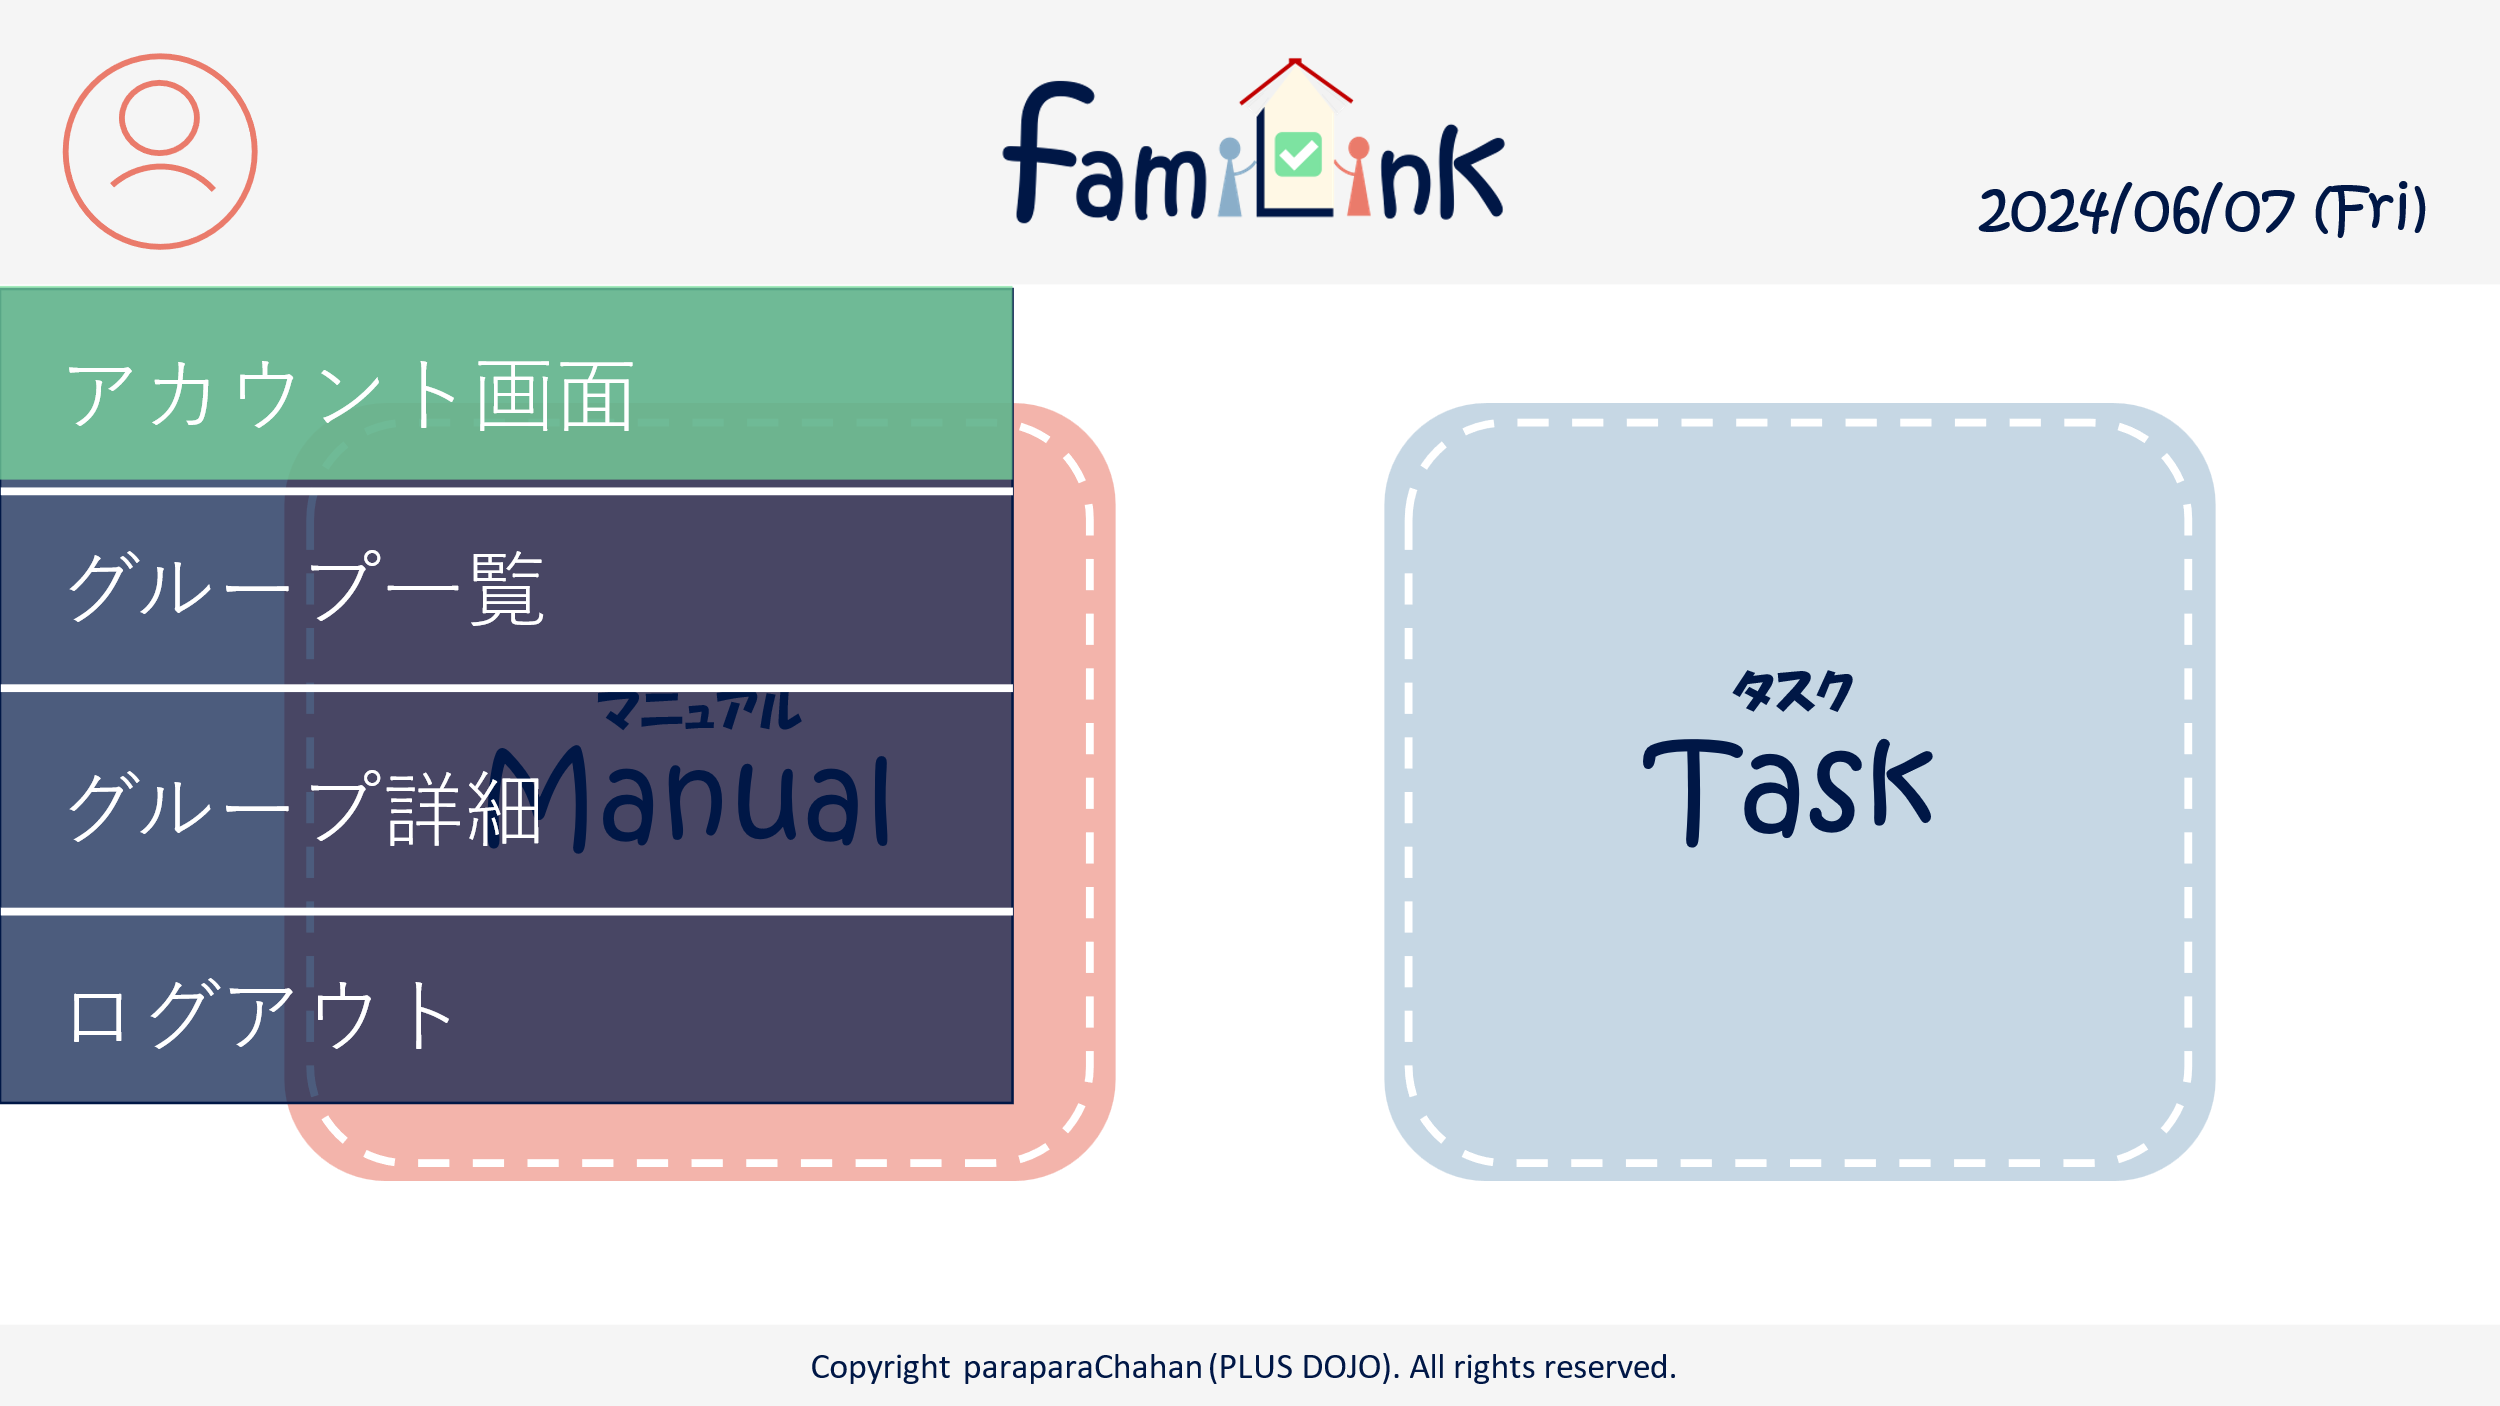 famLink
2024/06/07 (Fri)
アカウント画面
グループ一覧
グループ詳細
ログアウト
マニュアル
Manual
タスク
Task
Copyright paraparaChahan (PLUS DOJO). All rights reserved.